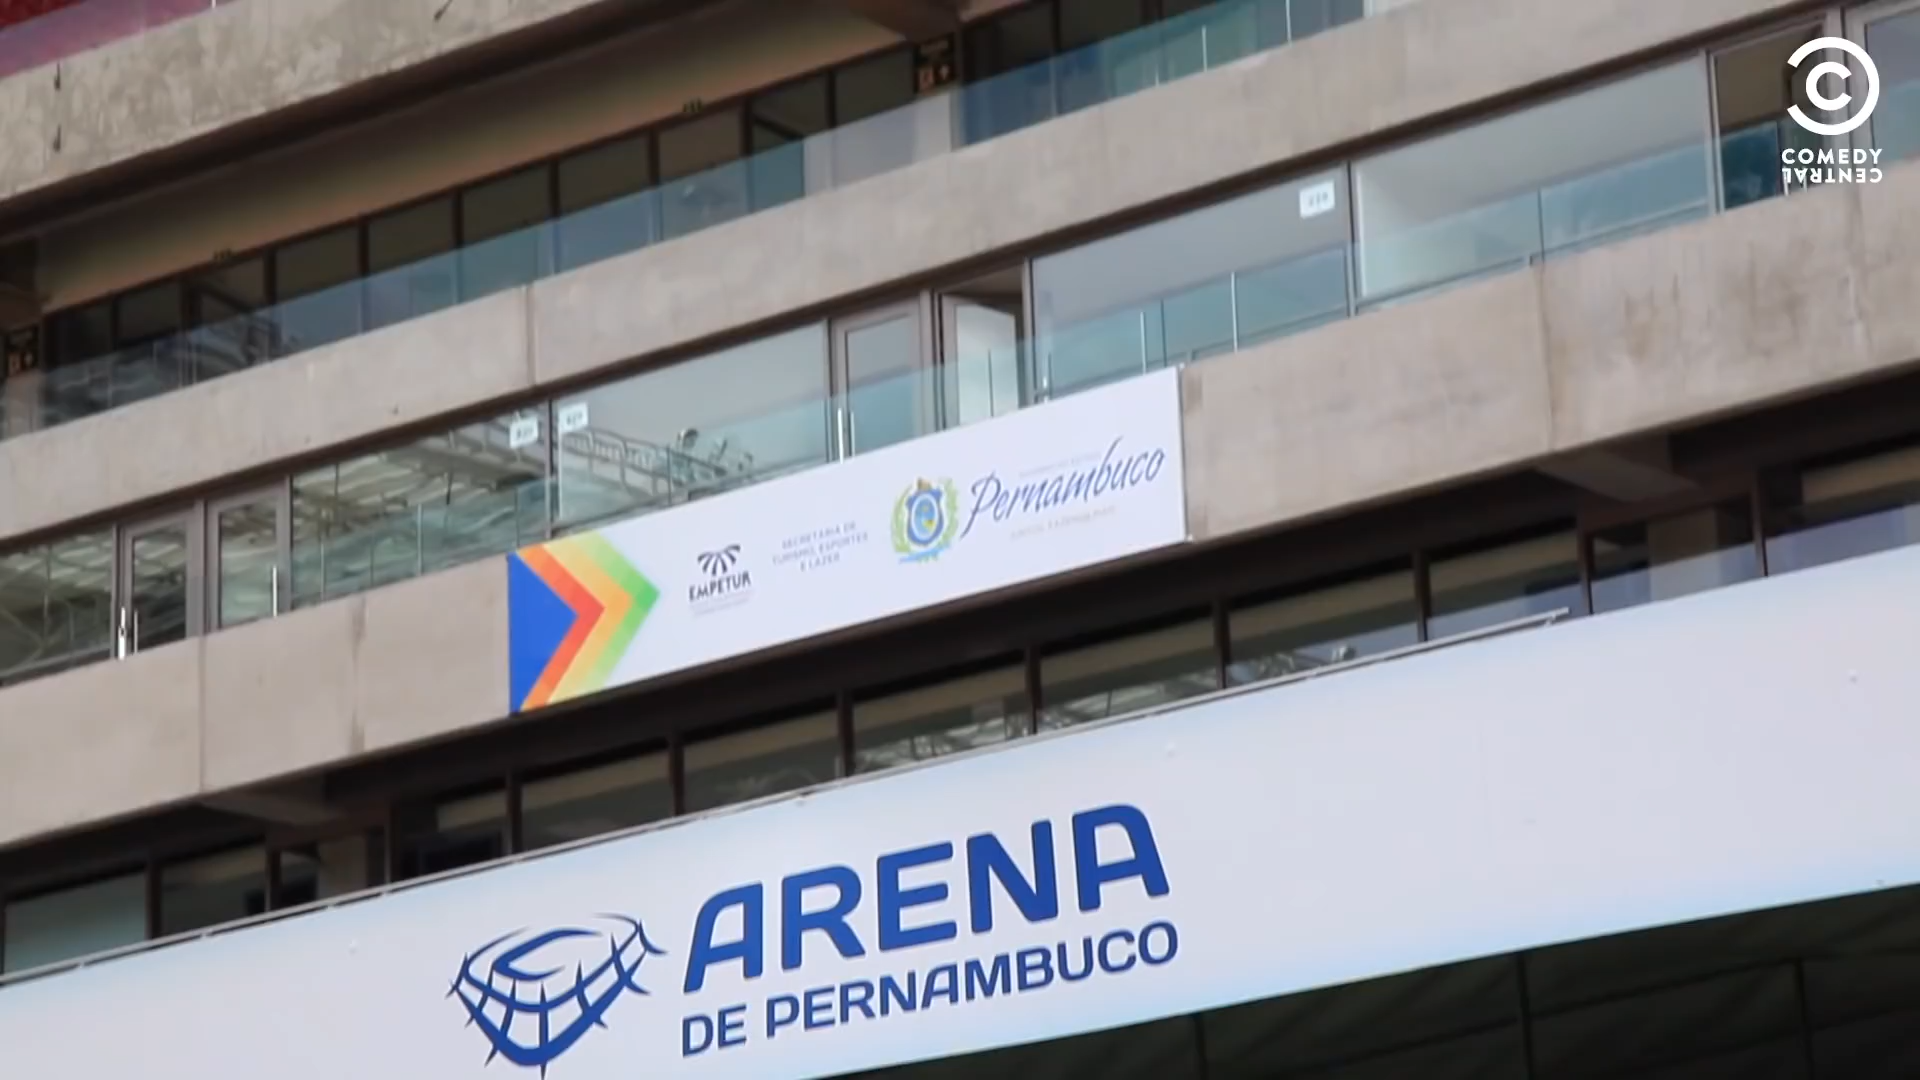 COMEDY
CENTRAL
Pernambuco
SECRETARIA DE
TURISMO, ESPORTES
E LAZER
EMPETUR
ARENA
DE PERNAMBUCO